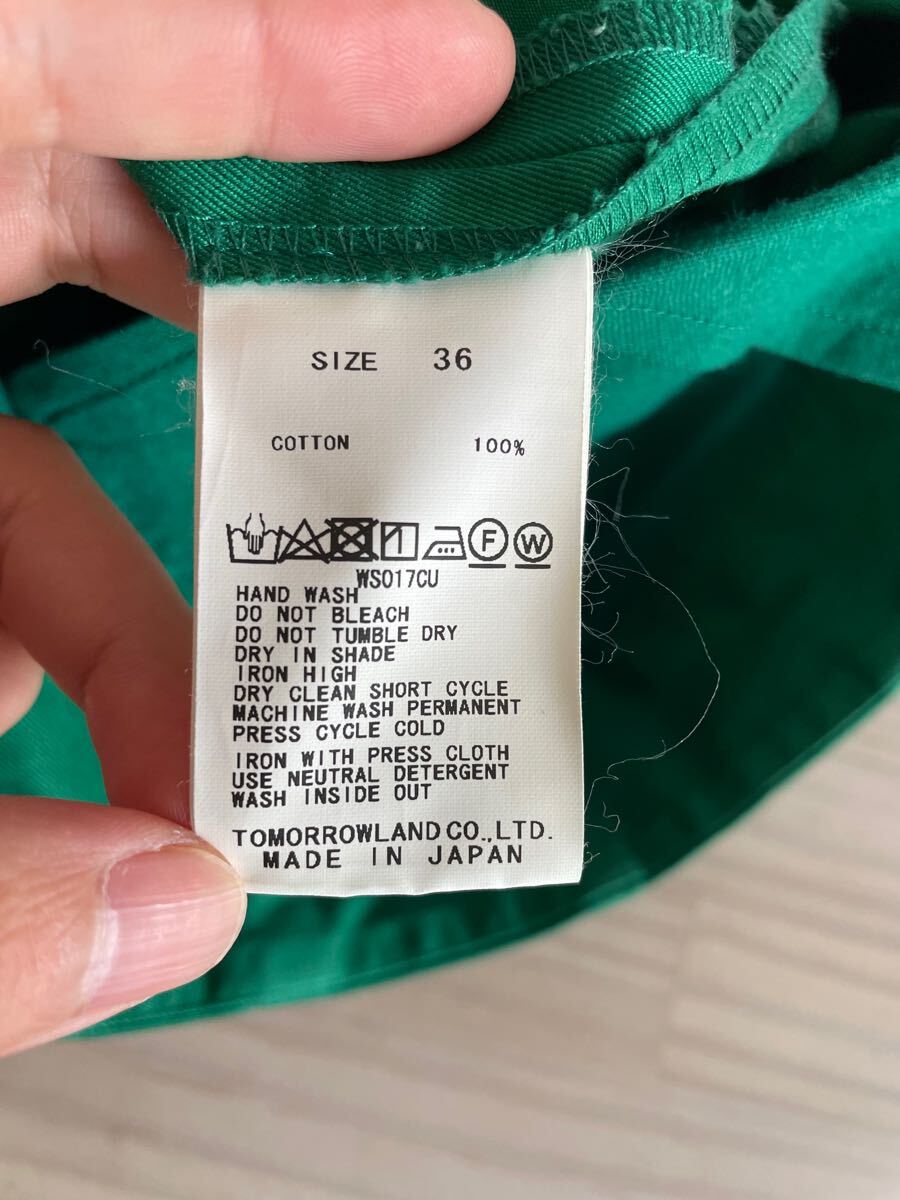 SIZE 36
COTTON 100%
F W
WS017CU
HAND WASH
DO NOT BLEACH
DO NOT TUMBLE DRY
DRY IN SHADE
IRON HIGH
DRY CLEAN SHORT CYCLE
MACHINE WASH PERMANENT
PRESS CYCLE COLD
IRON WITH PRESS CLOTH
USE NEUTRAL DETERGENT
WASH INSIDE OUT
TOMORROWLAND CO.,LTD.
MADE IN JAPAN